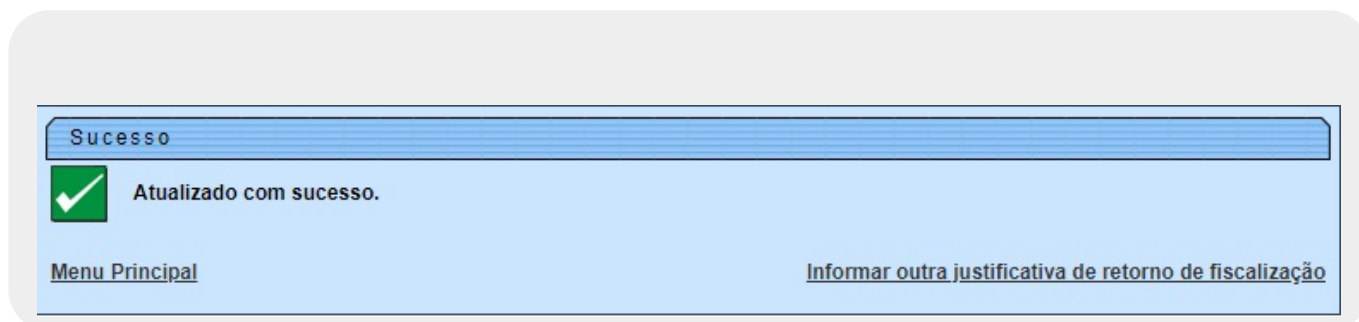 Sucesso
Atualizado com sucesso.
Menu Principal
Informar outra justificativa de retorno de fiscalização